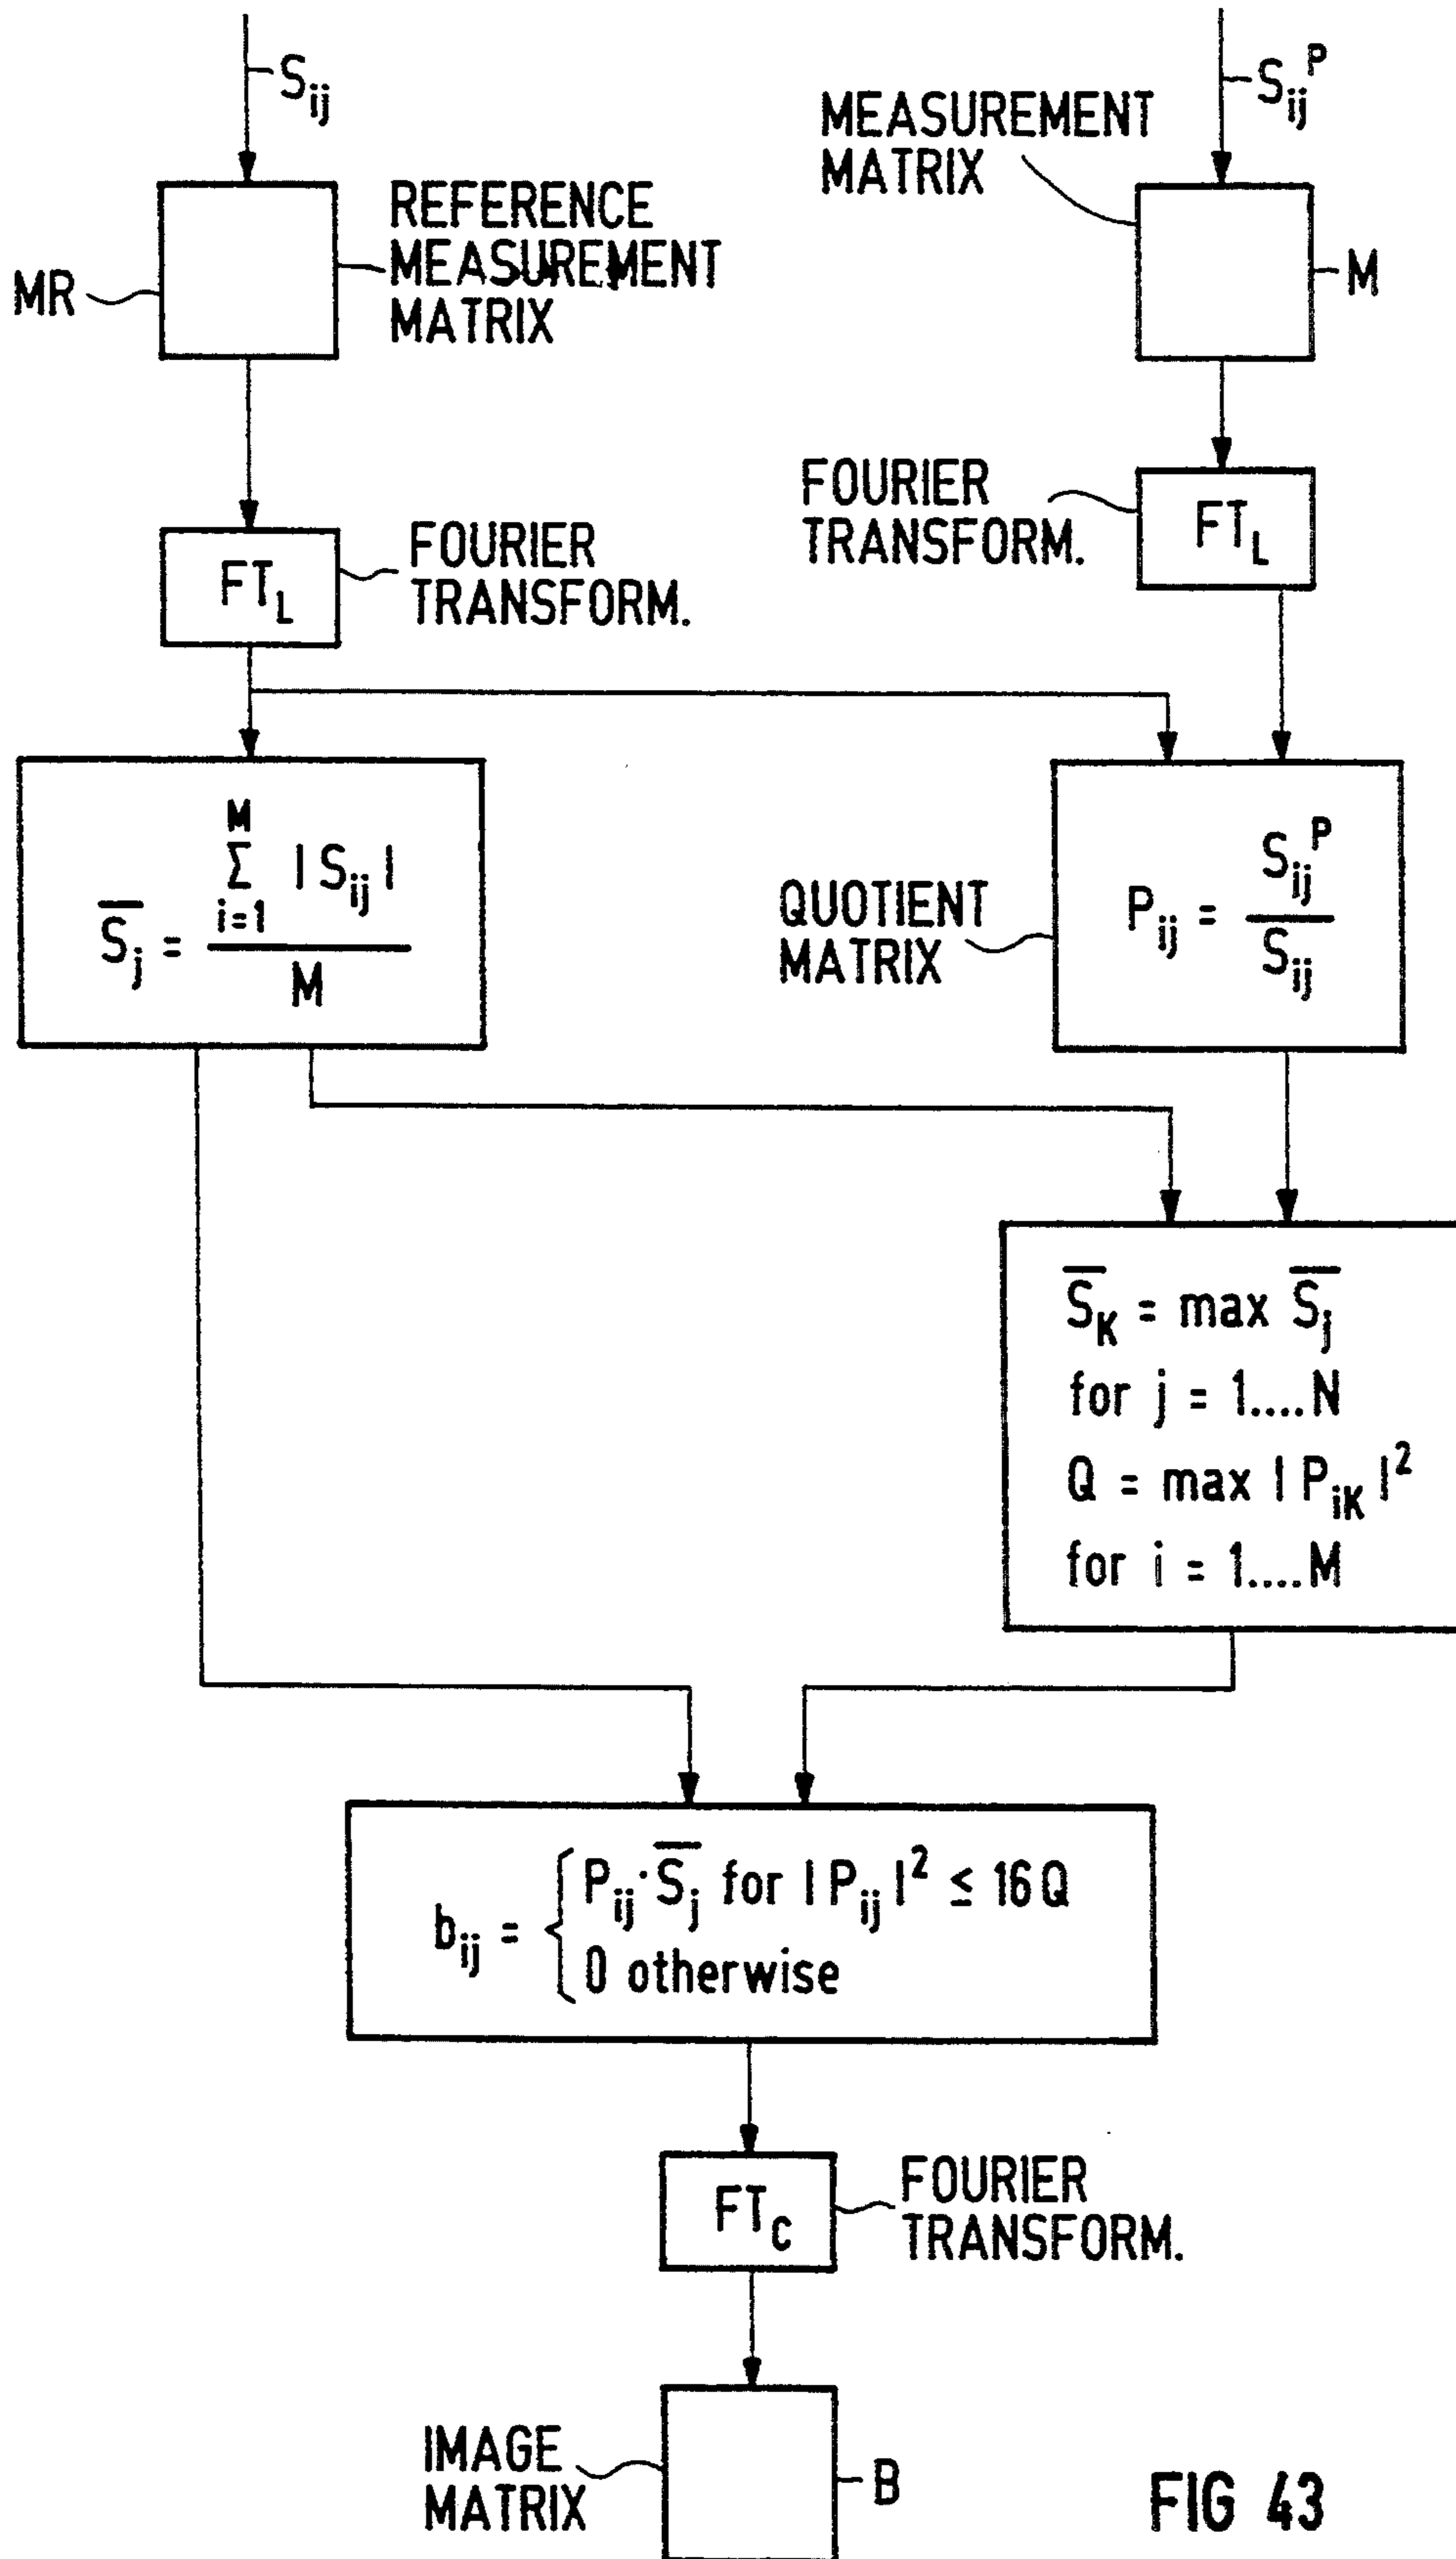 S_ij
S_ij^P
MEASUREMENT
MATRIX
REFERENCE
MEASUREMENT
MATRIX
MR
M
FOURIER
TRANSFORM.
FT_L
FT_L
FOURIER
TRANSFORM.
S̅_j = (M Σ i=1 | S_ij |) / M
QUOTIENT
MATRIX
P_ij = S_ij^P / S_ij
S̅_K = max S̅_j
for j = 1....N
Q = max | P_iK |²
for i = 1....M
b_ij = { P_ij · S̅_j for | P_ij |² ≤ 16 Q
0 otherwise
FT_C
FOURIER
TRANSFORM.
IMAGE
MATRIX
B
FIG 43